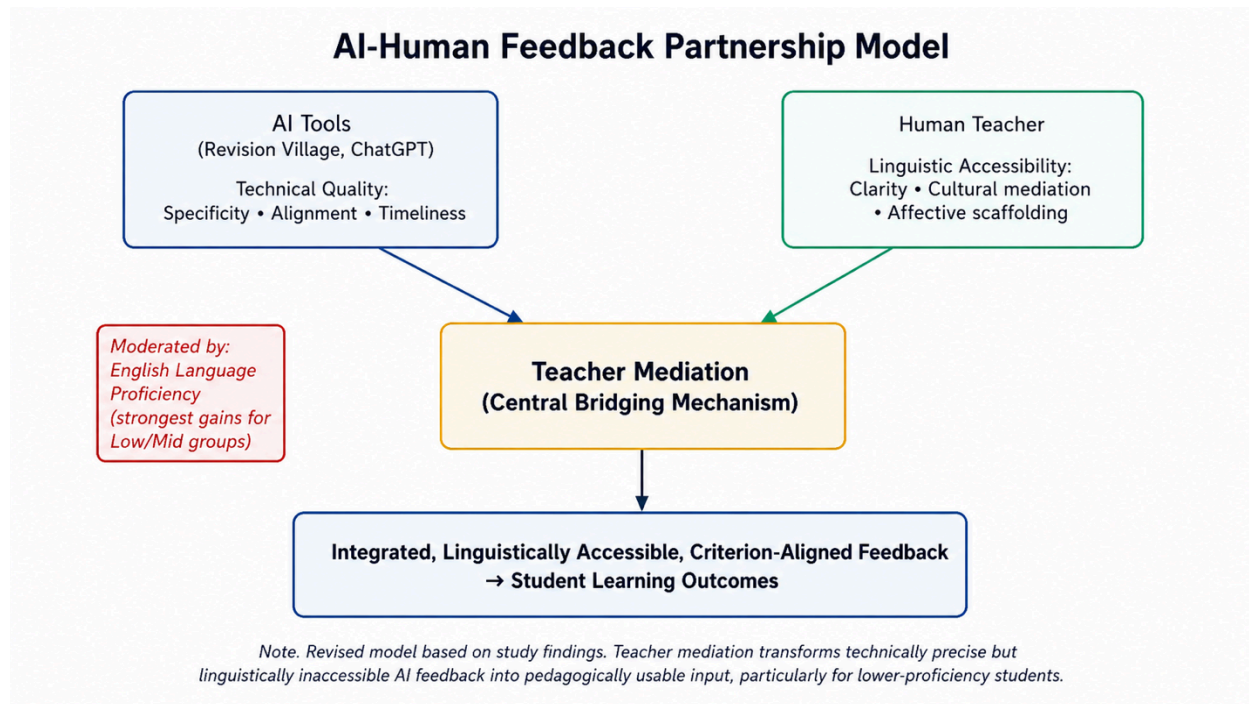 AI-Human Feedback Partnership Model
AI Tools
(Revision Village, ChatGPT)
Technical Quality:
Specificity • Alignment • Timeliness
Human Teacher
Linguistic Accessibility:
Clarity • Cultural mediation
• Affective scaffolding
Moderated by:
English Language
Proficiency
(strongest gains for
Low/Mid groups)
Teacher Mediation
(Central Bridging Mechanism)
Integrated, Linguistically Accessible, Criterion-Aligned Feedback
→ Student Learning Outcomes
Note. Revised model based on study findings. Teacher mediation transforms technically precise but
linguistically inaccessible AI feedback into pedagogically usable input, particularly for lower-proficiency students.